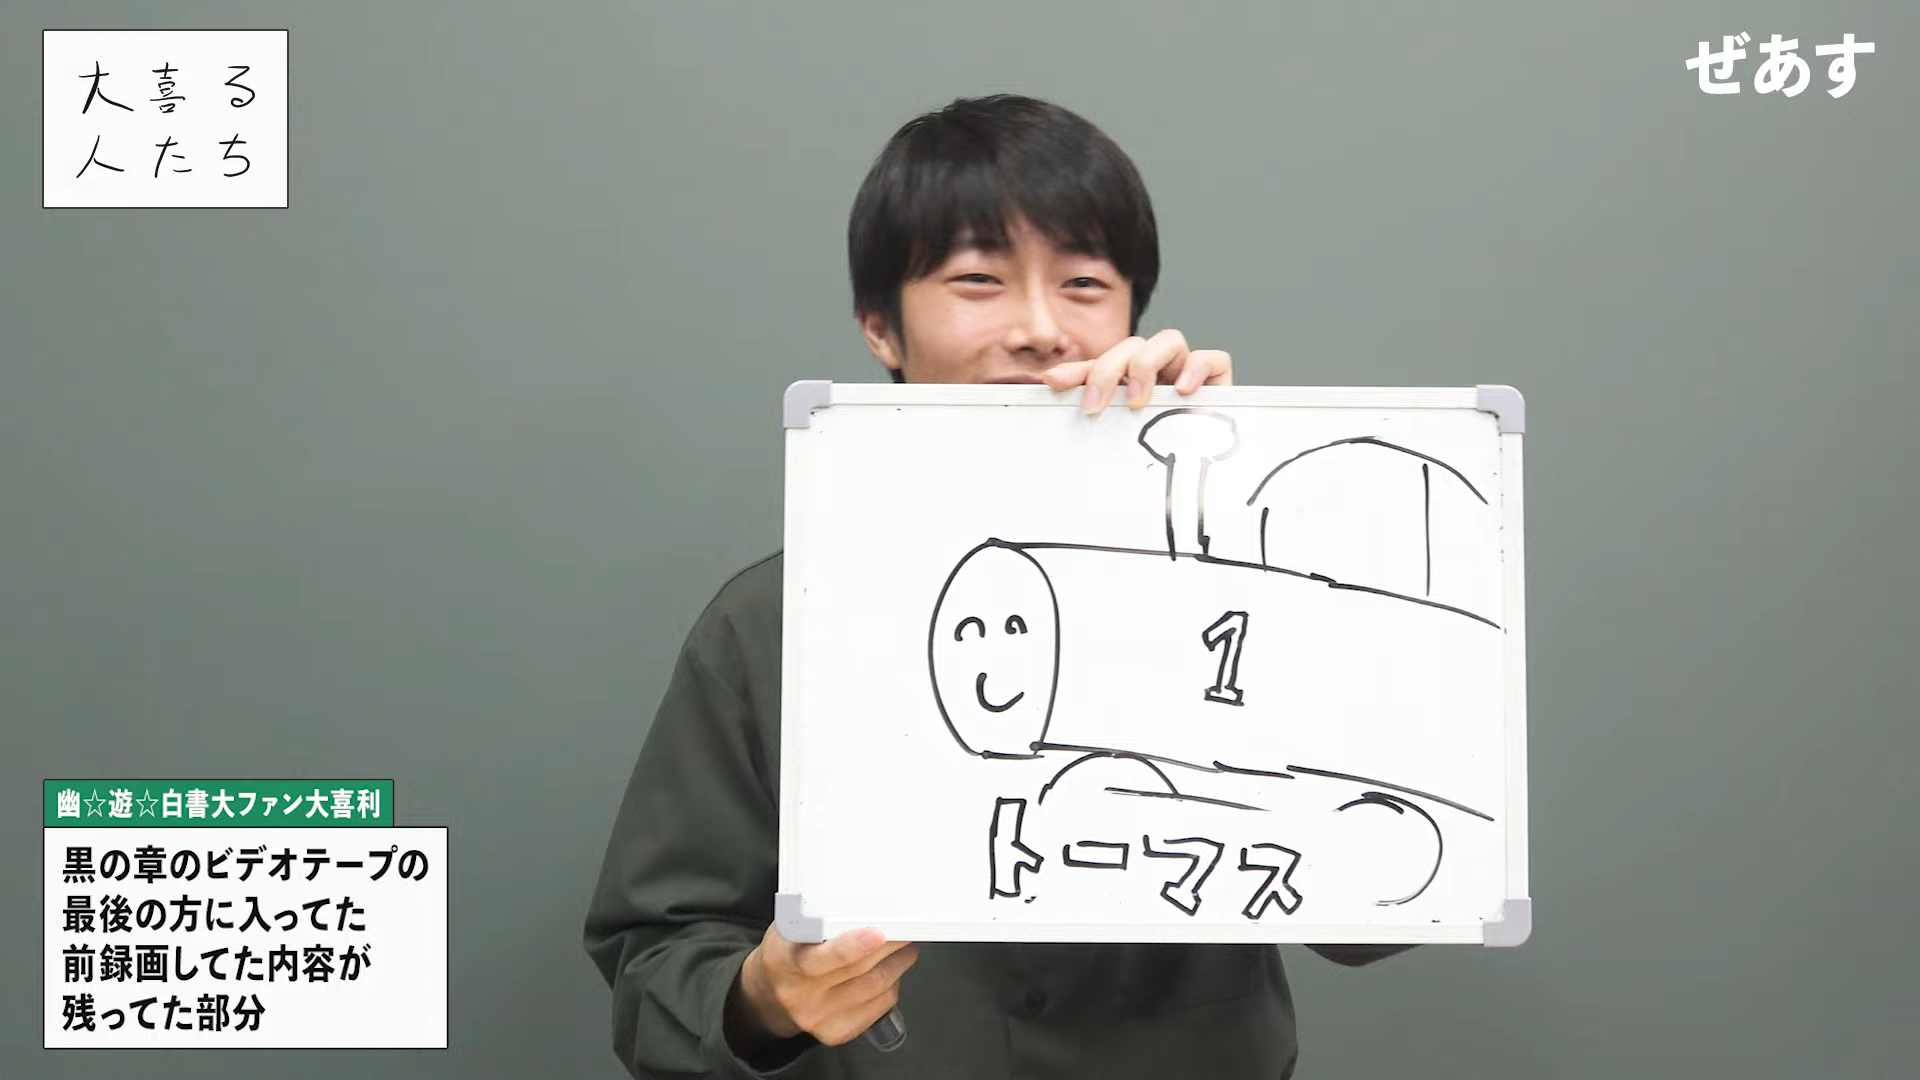 大喜る
人たち
ぜあす
1
トーマス
幽☆遊☆白書大ファン大喜利
黒の章のビデオテープの
最後の方に入ってた
前録画してた内容が
残ってた部分